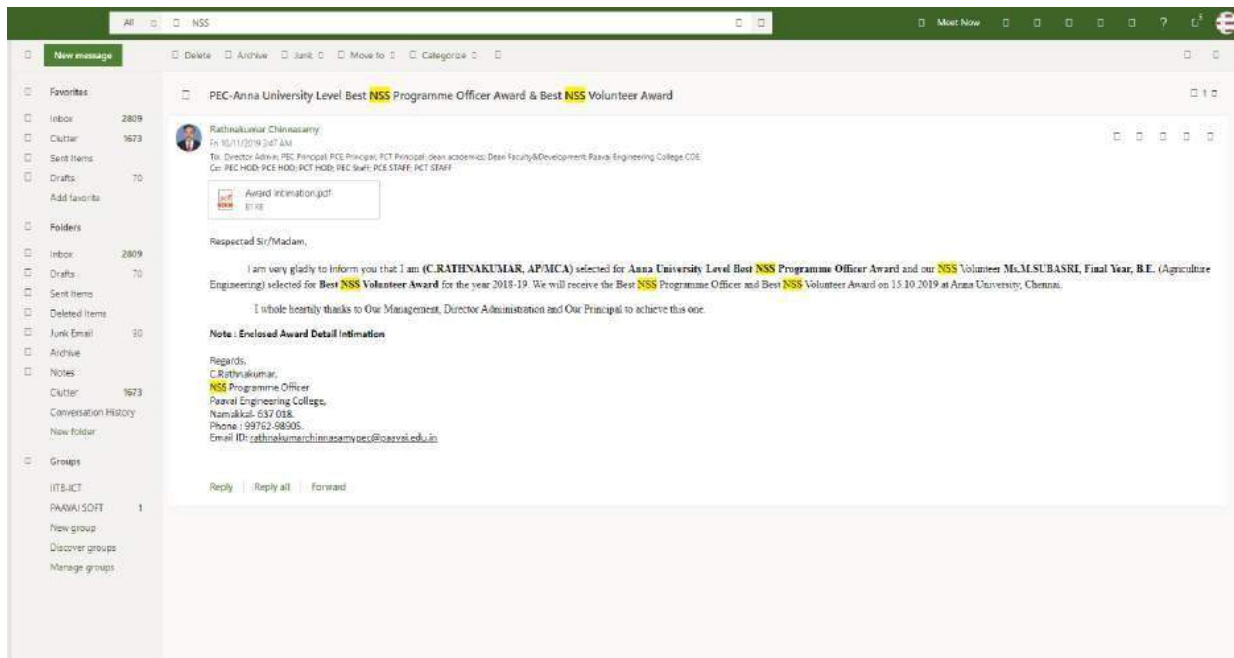 All NSS Meet Now ?
New message Delete Archive Junk Move to Categorize
Favorites
Inbox 2809
Clutter 1673
Sent Items
Drafts 70
Add favorite
Folders
Inbox 2809
Drafts 70
Sent Items
Deleted Items
Junk Email
Archive
Notes
Clutter 1673
Conversation History
New folder
Groups
IITB-ICT
PAAVAI SOFT 1
New group
Discover groups
Manage groups
PEC-Anna University Level Best NSS Programme Officer Award & Best NSS Volunteer Award
1
Rathnakumar Chinnasamy
Fri 10/11/2019 3:47 AM
To: Director Admin; PEC Principal; PCE Principal; PCT Principal; dean academics; Dean Faculty&Development; Paavai Engineering College COE
Cc: PEC HOD; PCE HOD; PCT HOD; PEC Staff; PCE STAFF; PCT STAFF
Award Intimation.pdf
81 KB
Respected Sir/Madam,
I am very gladly to inform you that I am (C.RATHNAKUMAR, AP/MCA) selected for Anna University Level Best NSS Programme Officer Award and our NSS Volunteer Ms.M.SUBASRI, Final Year, B.E. (Agriculture
Engineering) selected for Best NSS Volunteer Award for the year 2018-19. We will receive the Best NSS Programme Officer and Best NSS Volunteer Award on 15.10.2019 at Anna University, Chennai.
I whole heartily thanks to Our Management, Director Administration and Our Principal to achieve this one.
Note : Enclosed Award Detail Intimation
Regards,
C.Rathnakumar,
NSS Programme Officer
Paavai Engineering College,
Namakkal- 637 018.
Phone : 99762-98905.
Email ID: rathnakumarchinnasamypec@paavai.edu.in
Reply Reply all Forward